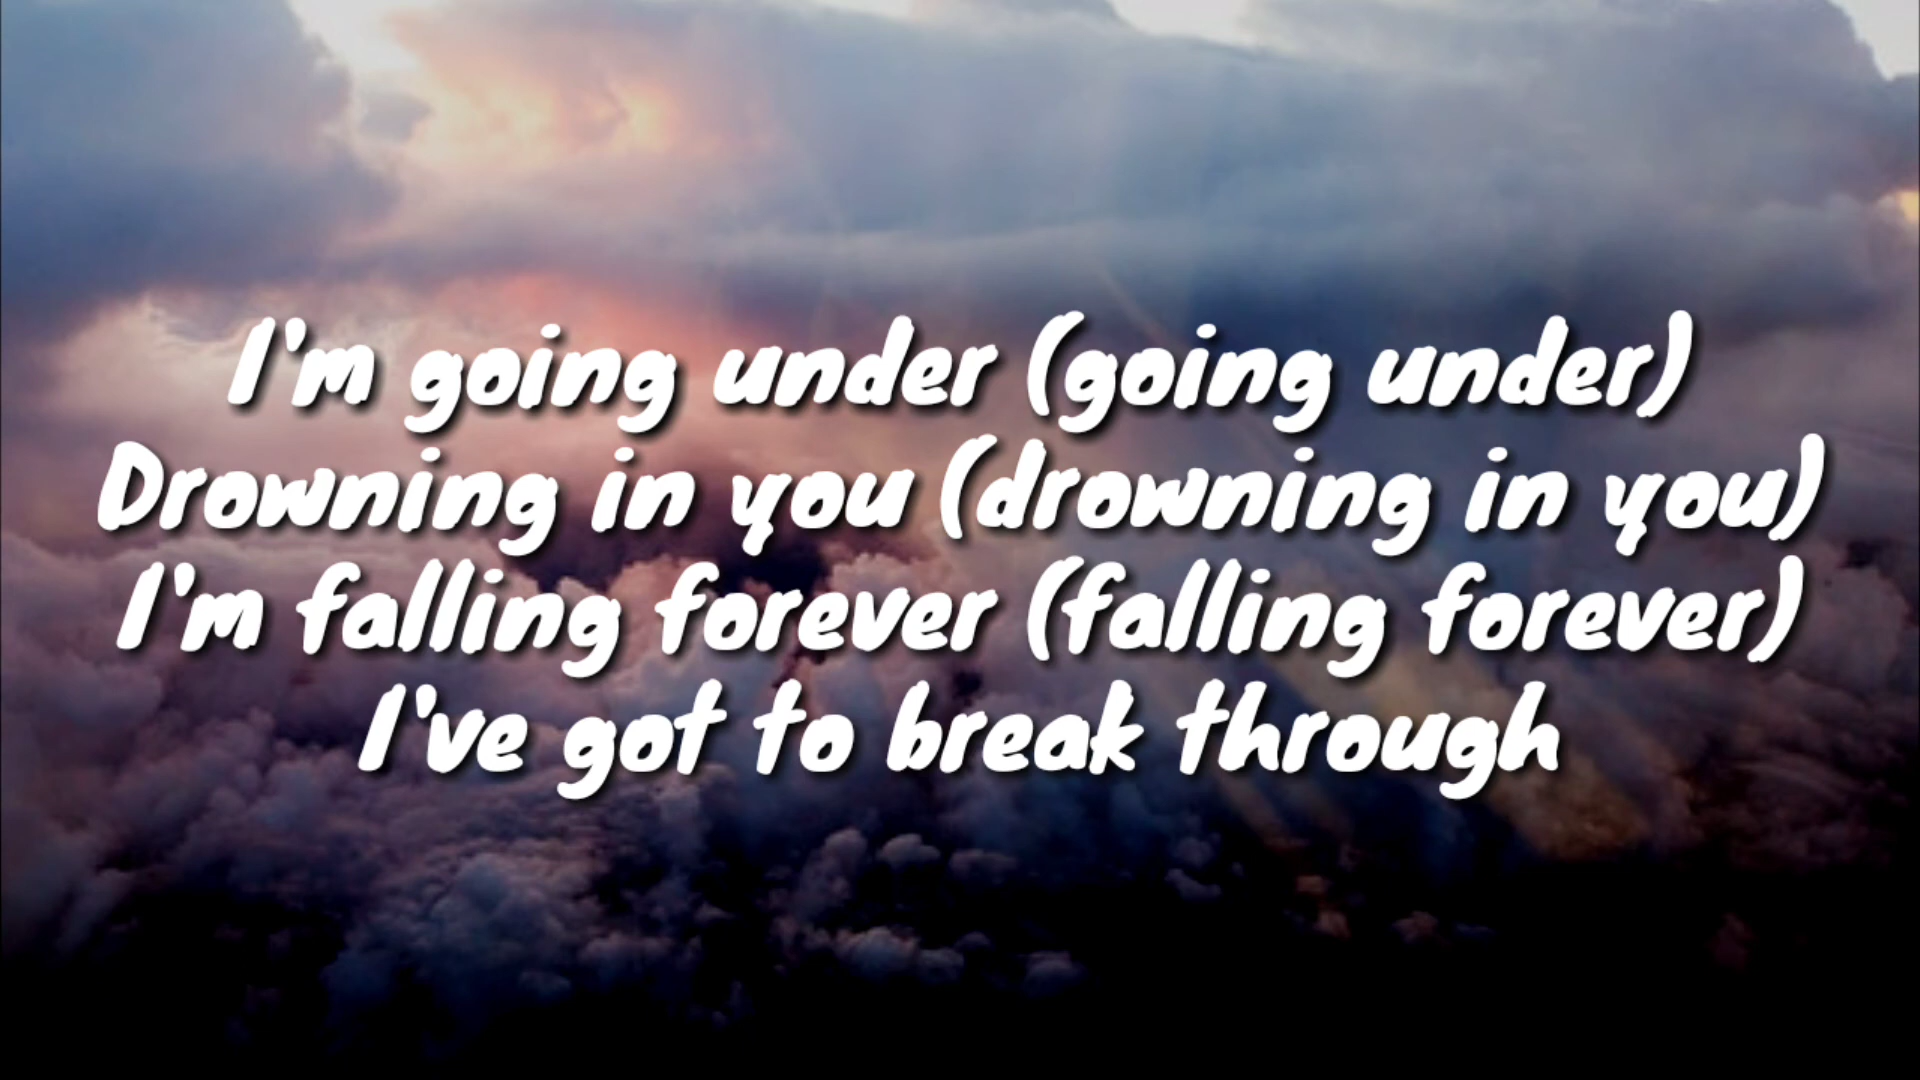 I'm going under (going under)
Drowning in you (drowning in you)
I'm falling forever (falling forever)
I've got to break through